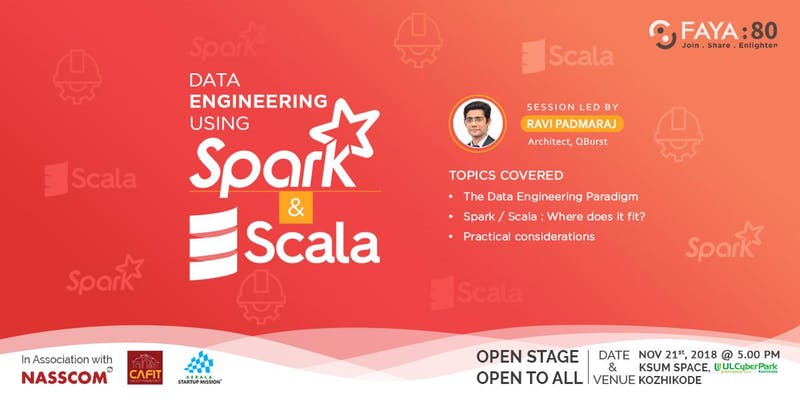 FAYA:80
Join . Share . Enlighten
DATA
ENGINEERING
USING
Spark
&
Scala
SESSION LED BY
RAVI PADMARAJ
Architect, QBurst
TOPICS COVERED
• The Data Engineering Paradigm
• Spark / Scala : Where does it fit?
• Practical considerations
Spark
Scala
Scala
Spark
Spark
Scala
Spark
Scala
In Association with
NASSCOM
CAFIT
KERALA
STARTUP MISSION
OPEN STAGE
OPEN TO ALL
DATE
&
VENUE
NOV 21st, 2018 @ 5.00 PM
KSUM SPACE, ULCyberPark
KOZHIKODE